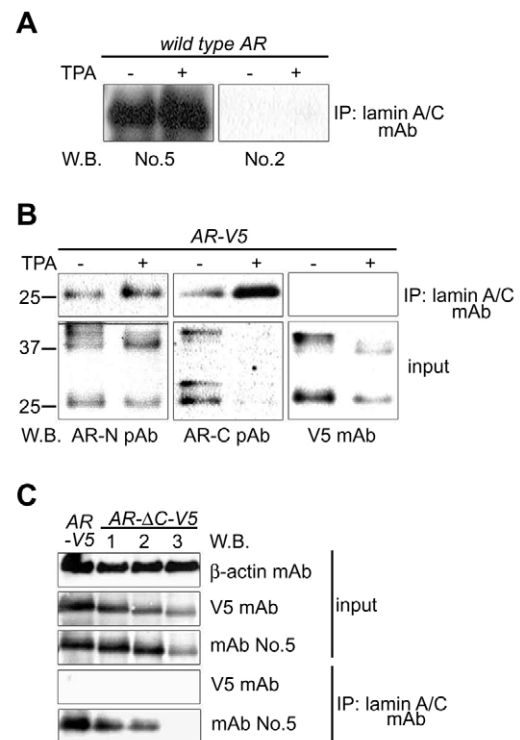 A
wild type AR
TPA - + - +
IP: lamin A/C
mAb
W.B. No.5 No.2
B
AR-V5
TPA - + - + - +
25
IP: lamin A/C
mAb
37
input
25
W.B. AR-N pAb AR-C pAb V5 mAb
C
AR AR-ΔC-V5
-V5 1 2 3 W.B.
β-actin mAb
V5 mAb
input
mAb No.5
V5 mAb
IP: lamin A/C
mAb
mAb No.5